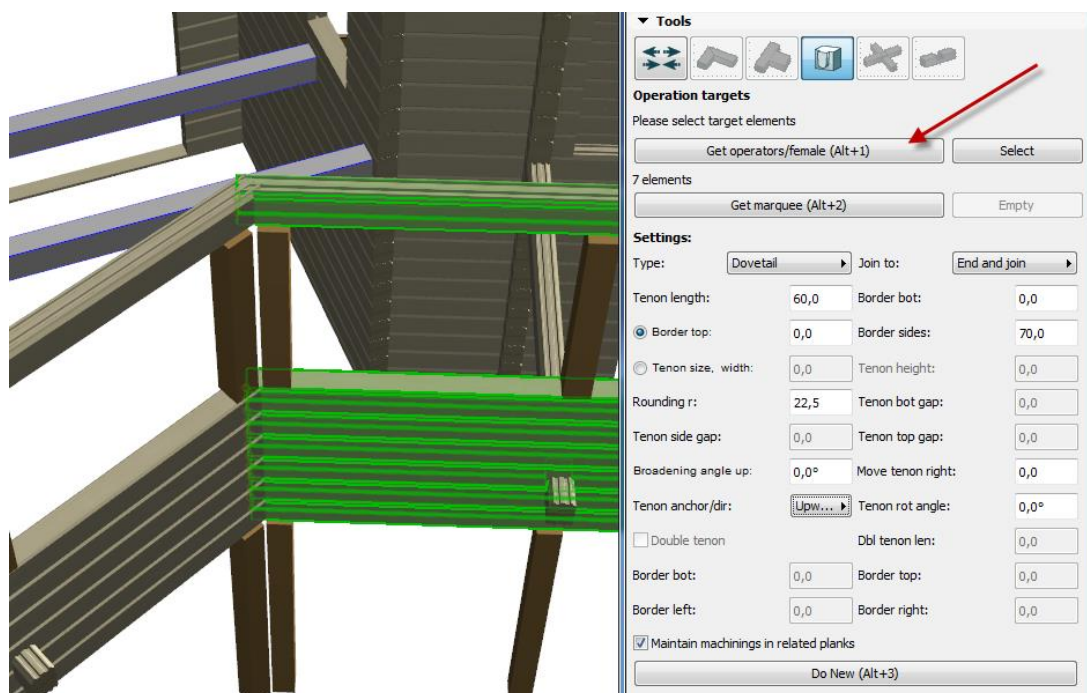 Tools
Operation targets
Please select target elements
Get operators/female (Alt+1) Select
7 elements
Get marquee (Alt+2) Empty
Settings:
Type: Dovetail Join to: End and join
Tenon length: 60,0 Border bot: 0,0
Border top: 0,0 Border sides: 70,0
Tenon size, width: 0,0 Tenon height: 0,0
Rounding r: 22,5 Tenon bot gap: 0,0
Tenon side gap: 0,0 Tenon top gap: 0,0
Broadening angle up: 0,0° Move tenon right: 0,0
Tenon anchor/dir: Upw... Tenon rot angle: 0,0°
Double tenon Dbl tenon len: 0,0
Border bot: 0,0 Border top: 0,0
Border left: 0,0 Border right: 0,0
Maintain machinings in related planks
Do New (Alt+3)